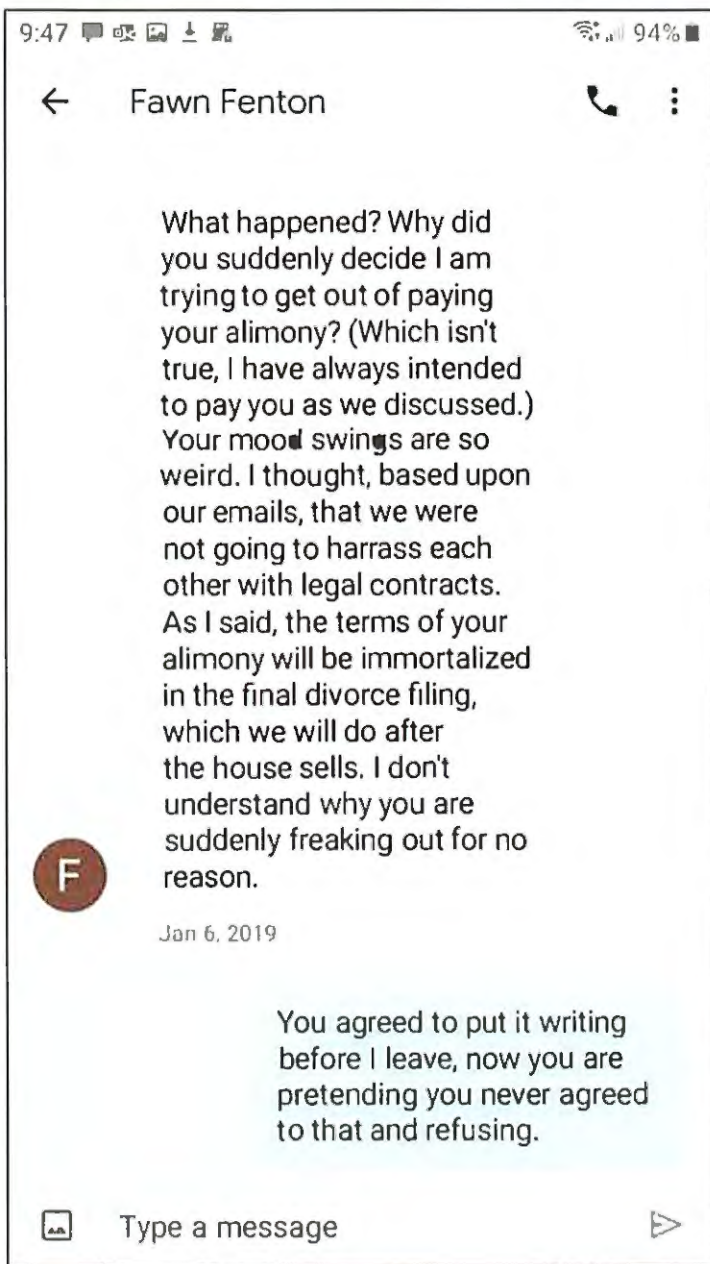 9:47 94%
Fawn Fenton
What happened? Why did
you suddenly decide I am
trying to get out of paying
your alimony? (Which isn't
true, I have always intended
to pay you as we discussed.)
Your mood swings are so
weird. I thought, based upon
our emails, that we were
not going to harrass each
other with legal contracts.
As I said, the terms of your
alimony will be immortalized
in the final divorce filing,
which we will do after
the house sells. I don't
understand why you are
suddenly freaking out for no
reason.
F
Jan 6, 2019
You agreed to put it writing
before I leave, now you are
pretending you never agreed
to that and refusing.
Type a message